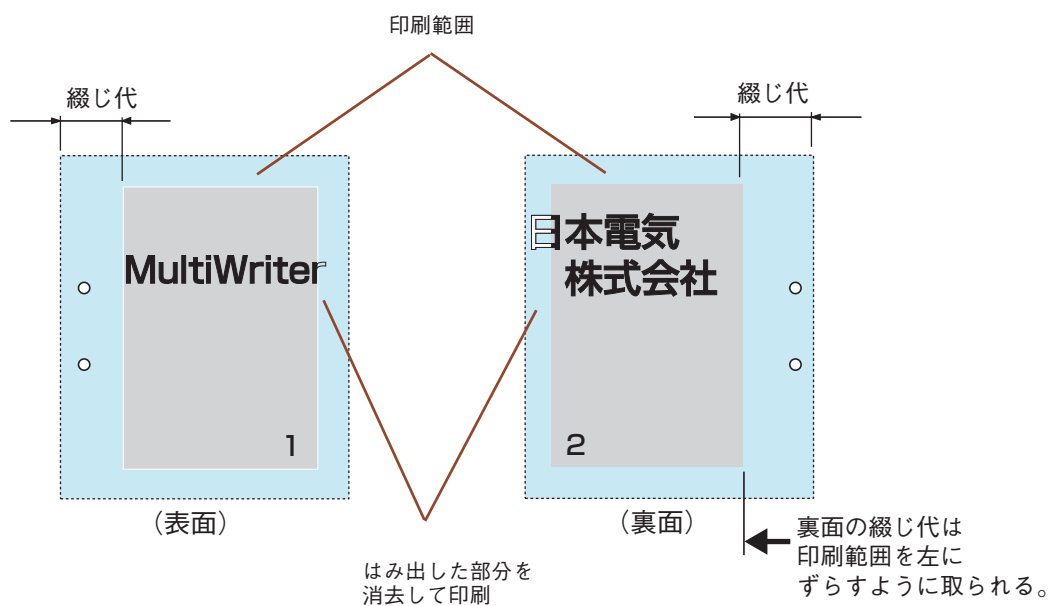 印刷範囲
綴じ代
綴じ代
MultiWriter
1
日本電気
株式会社
2
（表面）
（裏面）
裏面の綴じ代は
印刷範囲を左に
ずらすように取られる。
はみ出した部分を
消去して印刷